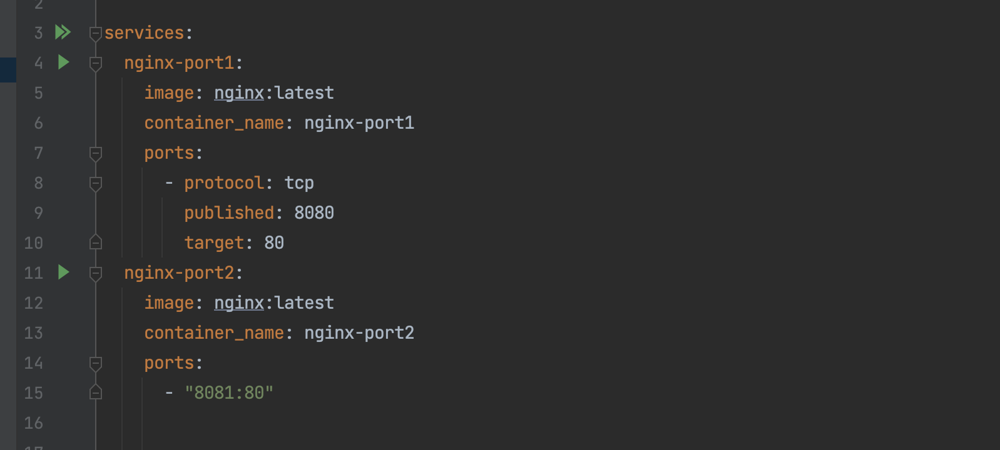 2
3 services:
4 nginx-port1:
5 image: nginx:latest
6 container_name: nginx-port1
7 ports:
8 - protocol: tcp
9 published: 8080
10 target: 80
11 nginx-port2:
12 image: nginx:latest
13 container_name: nginx-port2
14 ports:
15 - "8081:80"
16
17